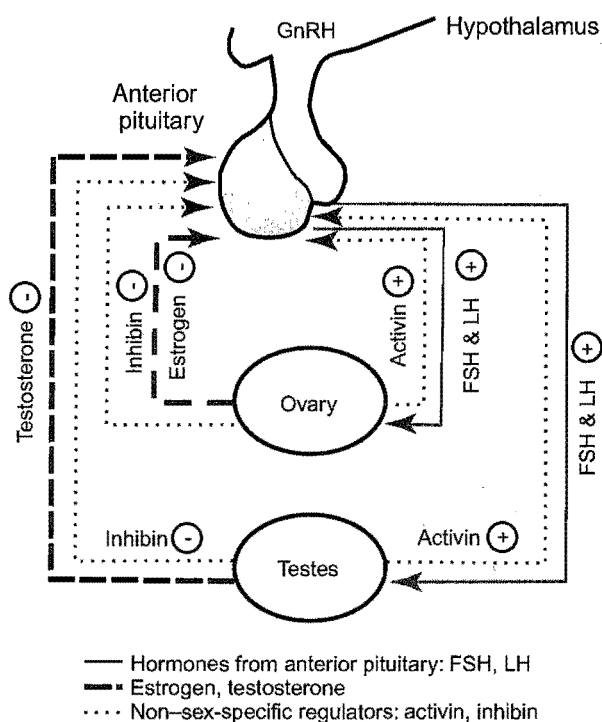 GnRH
Hypothalamus
Anterior
pituitary
Testosterone -
Inhibin -
Estrogen -
Activin +
FSH & LH +
FSH & LH +
Ovary
Inhibin -
Activin +
Testes
Hormones from anterior pituitary: FSH, LH
Estrogen, testosterone
Non–sex-specific regulators: activin, inhibin